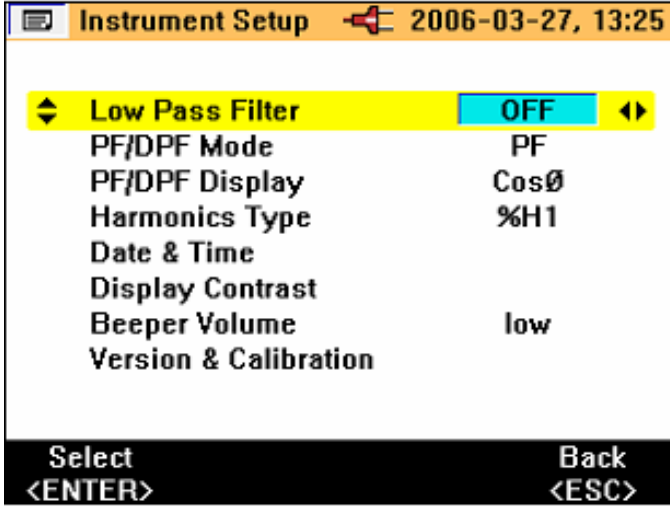 Instrument Setup 2006-03-27, 13:25
Low Pass Filter OFF
PF/DPF Mode PF
PF/DPF Display CosØ
Harmonics Type %H1
Date & Time
Display Contrast
Beeper Volume low
Version & Calibration
Select Back
<ENTER> <ESC>